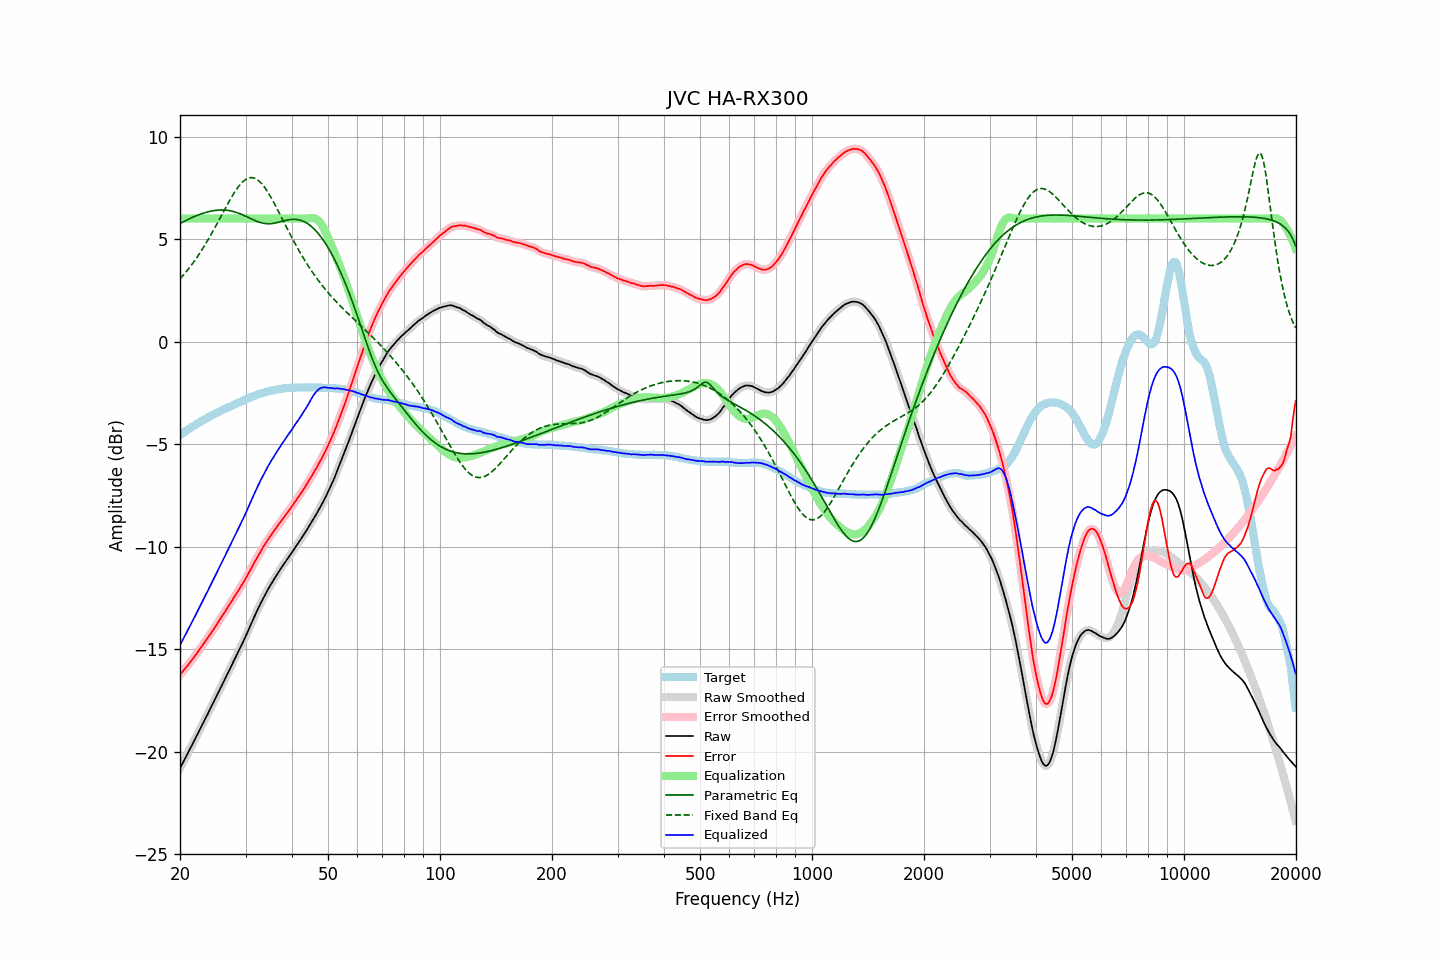 JVC HA-RX300
Amplitude (dBr)
10
5
0
−5
−10
−15
−20
−25
20
50
100
200
500
1000
2000
5000
10000
20000
Frequency (Hz)
Target
Raw Smoothed
Error Smoothed
Raw
Error
Equalization
Parametric Eq
Fixed Band Eq
Equalized